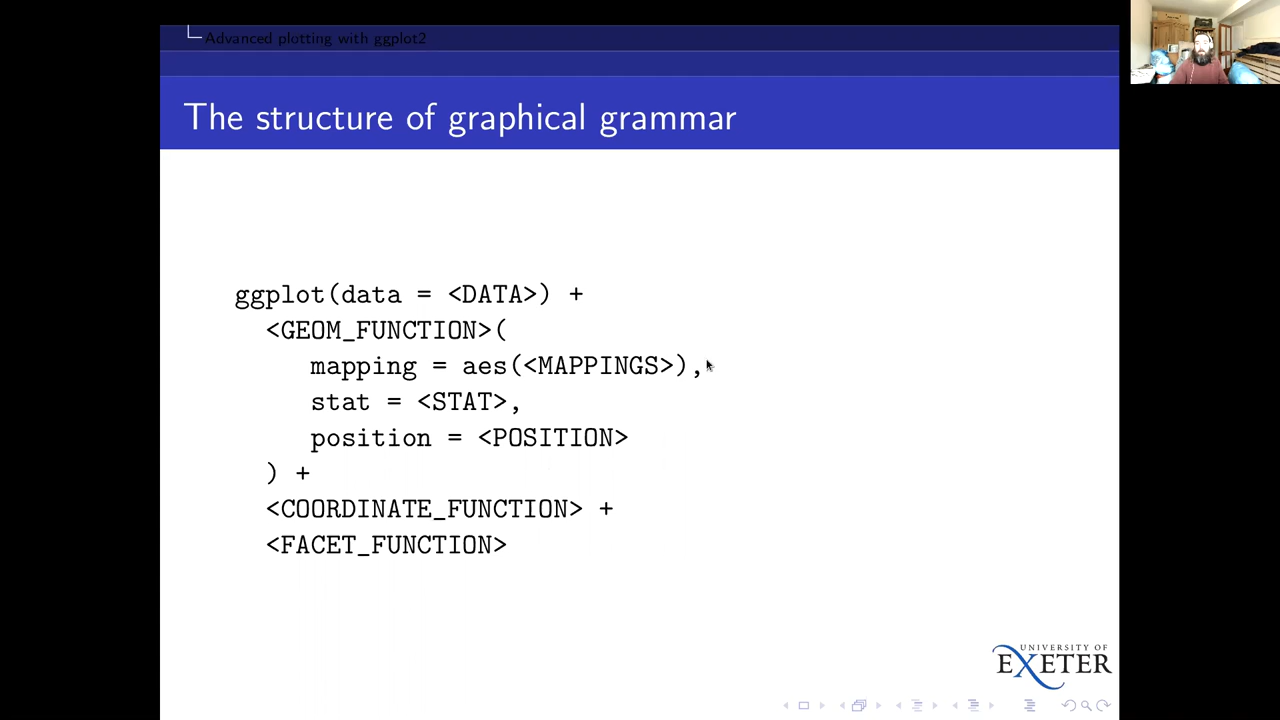 Advanced plotting with ggplot2
The structure of graphical grammar
ggplot(data = <DATA>) +
<GEOM_FUNCTION>(
mapping = aes(<MAPPINGS>),
stat = <STAT>,
position = <POSITION>
) +
<COORDINATE_FUNCTION> +
<FACET_FUNCTION>
UNIVERSITY OF
EXETER